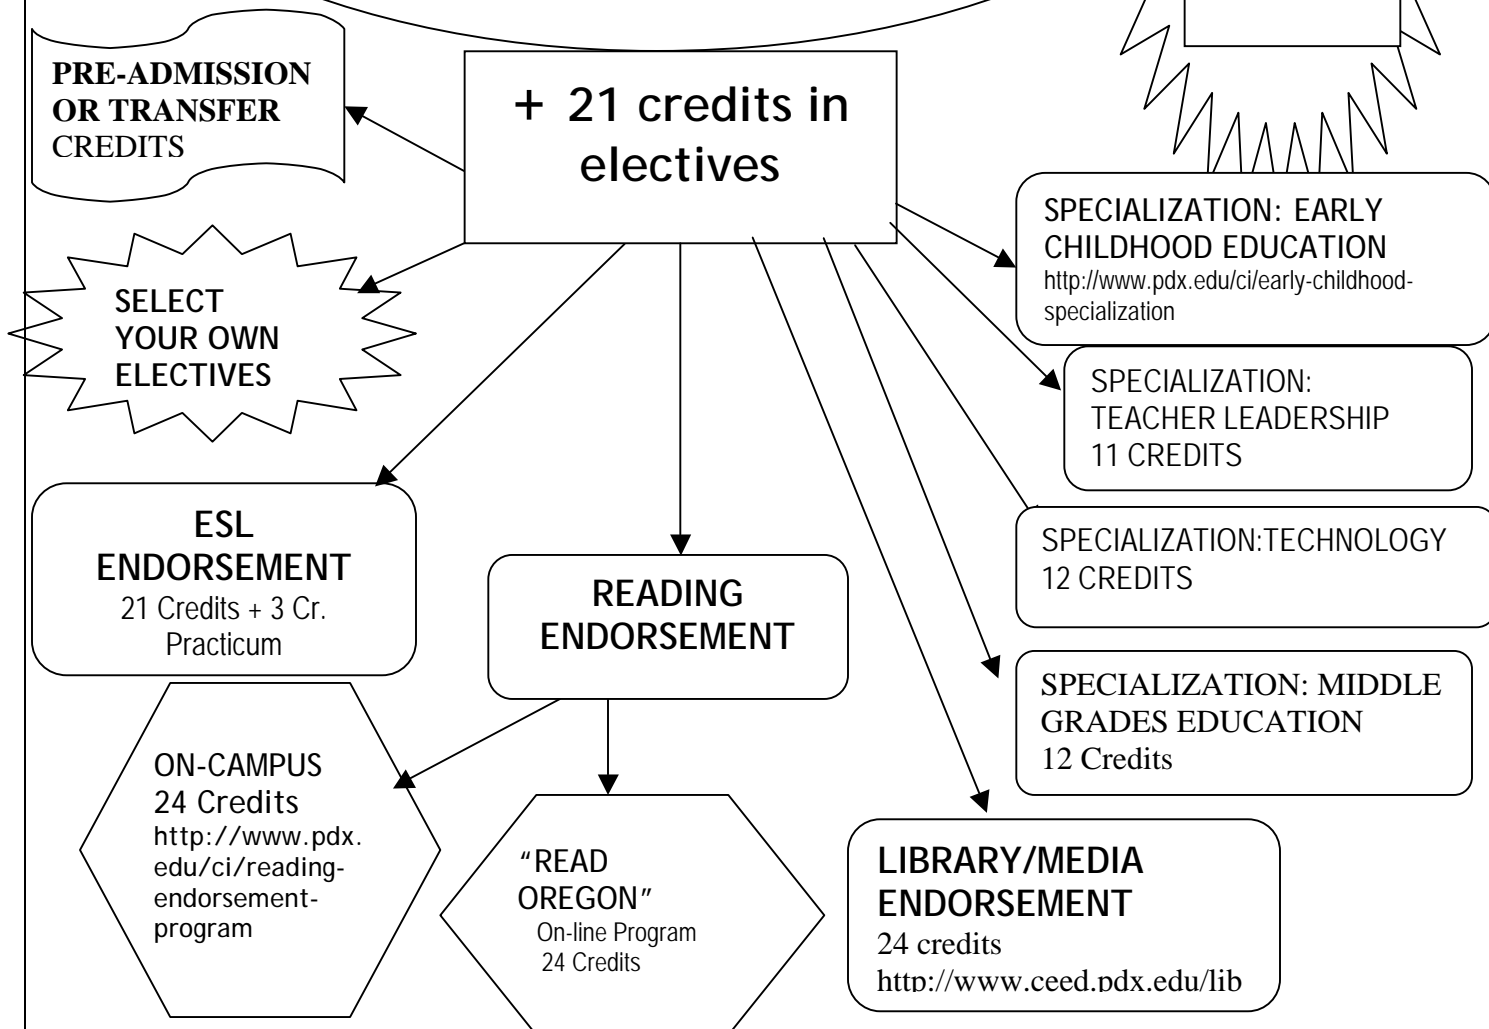 PRE-ADMISSION
OR TRANSFER
CREDITS
+ 21 credits in
electives
SELECT
YOUR OWN
ELECTIVES
SPECIALIZATION: EARLY
CHILDHOOD EDUCATION
http://www.pdx.edu/ci/early-childhood-
specialization
SPECIALIZATION:
TEACHER LEADERSHIP
11 CREDITS
ESL
ENDORSEMENT
21 Credits + 3 Cr.
Practicum
READING
ENDORSEMENT
SPECIALIZATION:TECHNOLOGY
12 CREDITS
SPECIALIZATION: MIDDLE
GRADES EDUCATION
12 Credits
ON-CAMPUS
24 Credits
http://www.pdx.
edu/ci/reading-
endorsement-
program
"READ
OREGON"
On-line Program
24 Credits
LIBRARY/MEDIA
ENDORSEMENT
24 credits
http://www.ceed.pdx.edu/lib